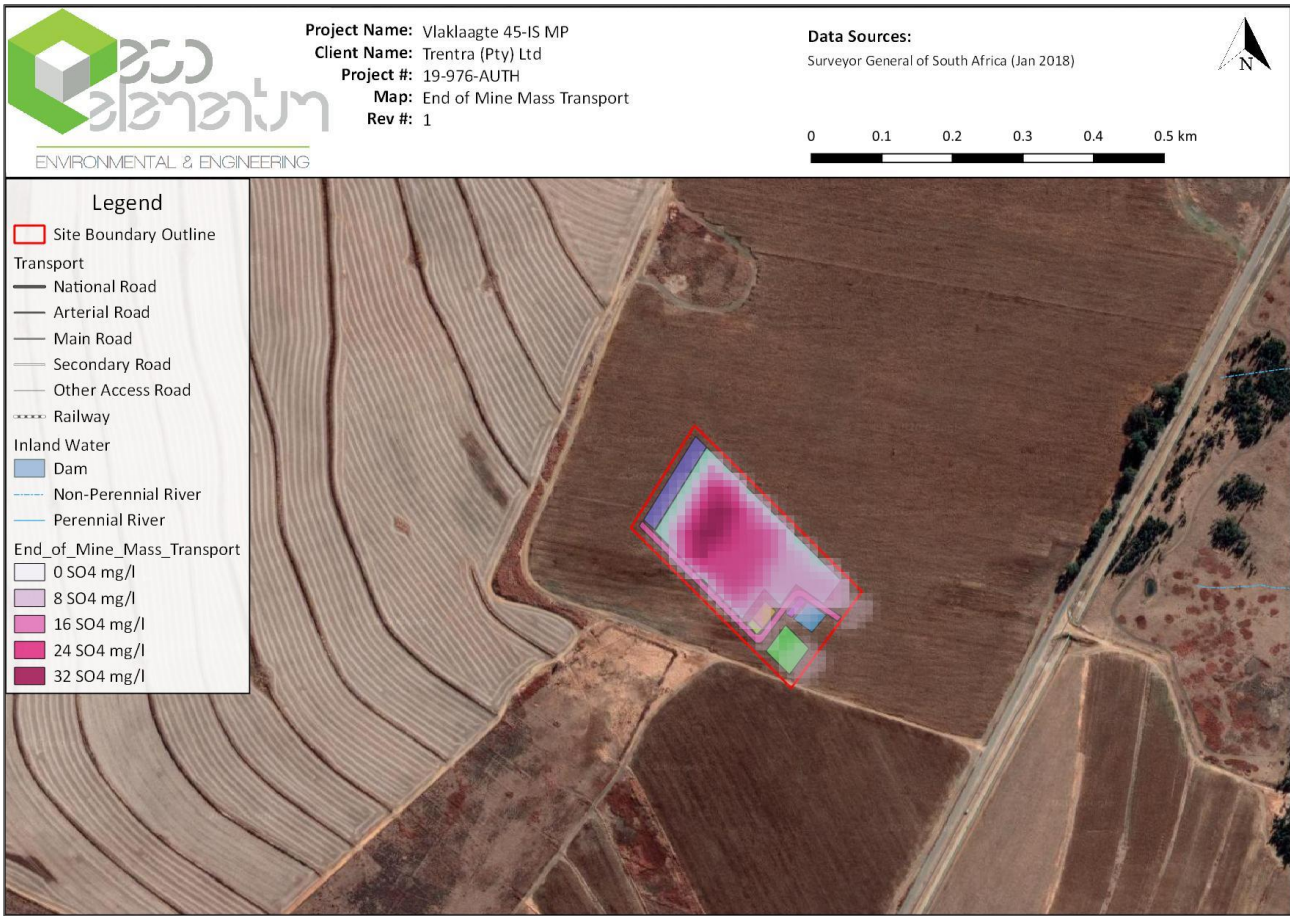 eco
elementum
ENVIRONMENTAL & ENGINEERING
Project Name: Vlaklaagte 45-IS MP
Client Name: Trentra (Pty) Ltd
Project #: 19-976-AUTH
Map: End of Mine Mass Transport
Rev #: 1
Data Sources:
Surveyor General of South Africa (Jan 2018)
N
0 0.1 0.2 0.3 0.4 0.5 km
Legend
Site Boundary Outline
Transport
National Road
Arterial Road
Main Road
Secondary Road
Other Access Road
Railway
Inland Water
Dam
Non-Perennial River
Perennial River
End_of_Mine_Mass_Transport
0 SO4 mg/l
8 SO4 mg/l
16 SO4 mg/l
24 SO4 mg/l
32 SO4 mg/l